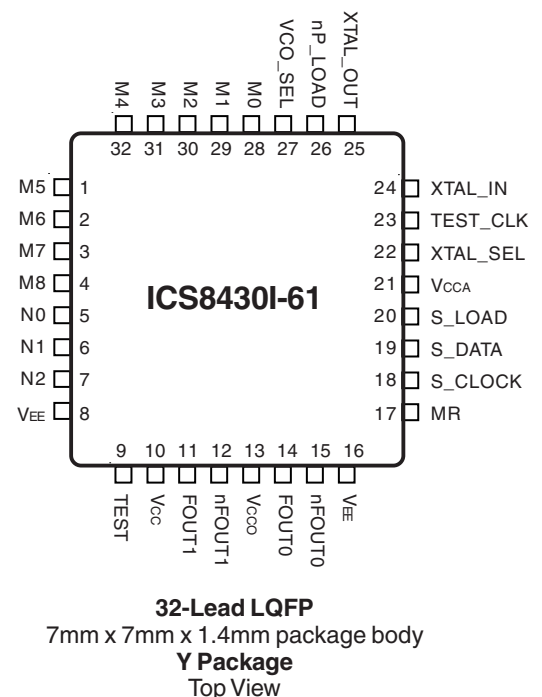 M4 M3 M2 M1 M0 VCO_SEL nP_LOAD XTAL_OUT
32 31 30 29 28 27 26 25
M5 1
M6 2
M7 3
M8 4
N0 5
N1 6
N2 7
VEE 8
ICS8430I-61
24 XTAL_IN
23 TEST_CLK
22 XTAL_SEL
21 VCCA
20 S_LOAD
19 S_DATA
18 S_CLOCK
17 MR
9 10 11 12 13 14 15 16
TEST VCC FOUT1 nFOUT1 VCCO FOUT0 nFOUT0 VEE
32-Lead LQFP
7mm x 7mm x 1.4mm package body
Y Package
Top View